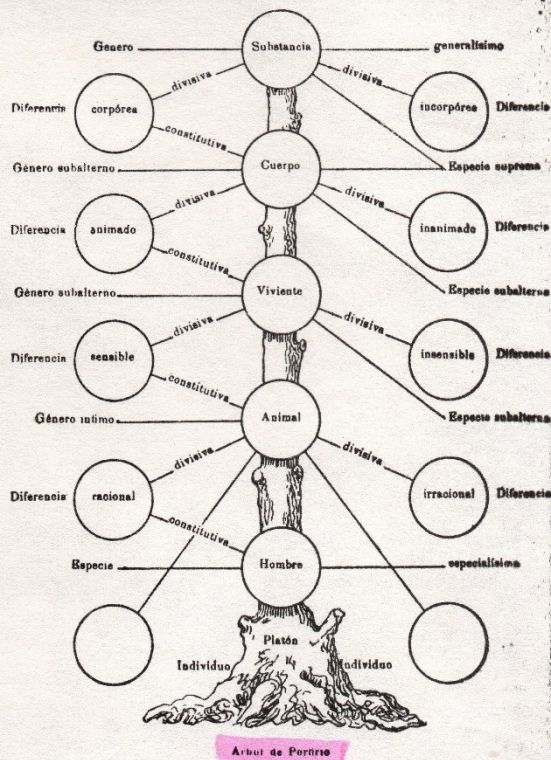 Género Substancia generalísimo
divisiva divisiva
Diferencia corpórea incorpórea Diferencia
constitutiva
Género subalterno Cuerpo Especie suprema
divisiva divisiva
Diferencia animado inanimado Diferencia
constitutiva
Género subalterno Viviente Especie subalterna
divisiva divisiva
Diferencia sensible insensible Diferencia
constitutiva
Género intimo Animal Especie subalterna
divisiva divisiva
Diferencia racional irracional Diferencia
constitutiva
Especie Hombre especialísima
Platón
Individuo Individuo
Arbol de Porfirio